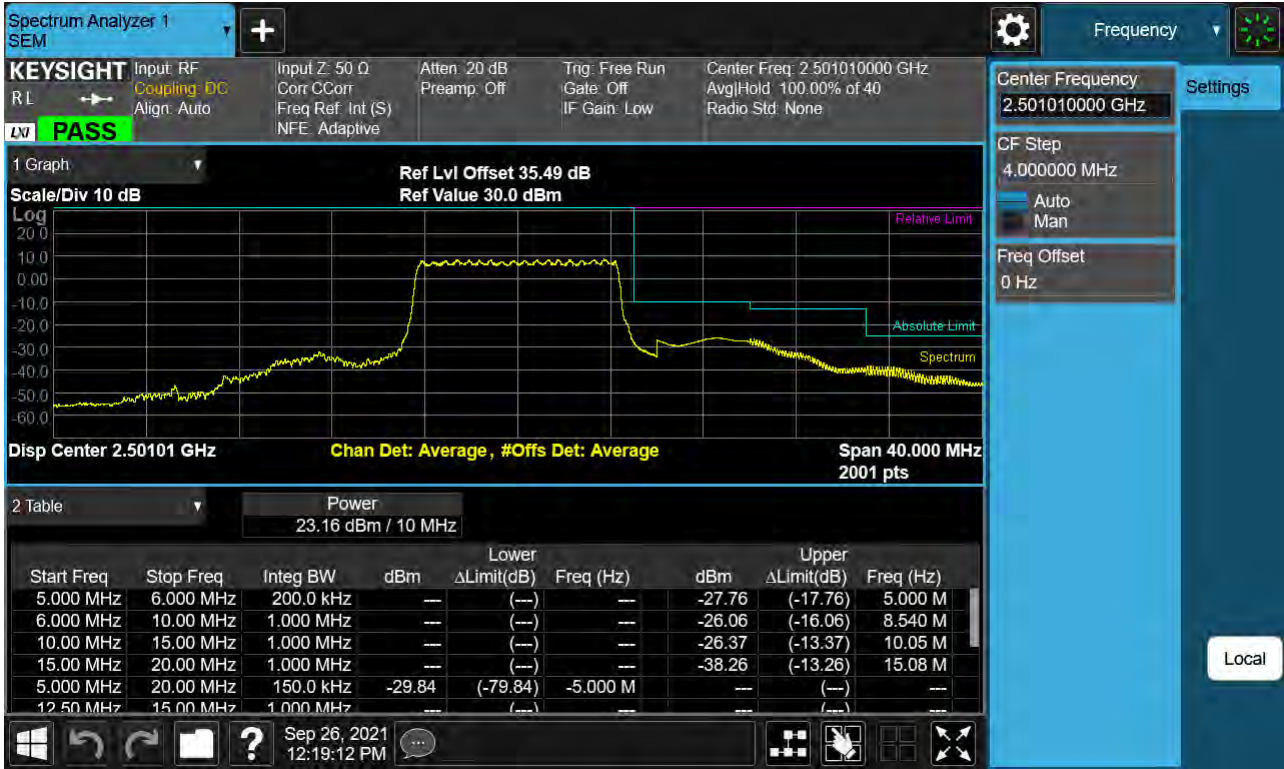 Spectrum Analyzer 1
SEM
+
Frequency
KEYSIGHT
Input: RF
Coupling: DC
Align: Auto
Input Z: 50 Ω
Corr CCorr
Freq Ref: Int (S)
NFE: Adaptive
Atten: 20 dB
Preamp: Off
Trig: Free Run
Gate: Off
IF Gain: Low
Center Freq: 2.501010000 GHz
Avg|Hold: 100.00% of 40
Radio Std: None
R L
LXI PASS
Center Frequency
2.501010000 GHz
Settings
CF Step
4.000000 MHz
Auto
Man
Freq Offset
0 Hz
1 Graph
Scale/Div 10 dB
Ref Lvl Offset 35.49 dB
Ref Value 30.0 dBm
Log
20.0
10.0
0.00
-10.0
-20.0
-30.0
-40.0
-50.0
-60.0
Relative Limit
Absolute Limit
Spectrum
Disp Center 2.50101 GHz
Chan Det: Average, #Offs Det: Average
Span 40.000 MHz
2001 pts
2 Table
Power
23.16 dBm / 10 MHz
Lower Upper
Start Freq Stop Freq Integ BW dBm ΔLimit(dB) Freq (Hz) dBm ΔLimit(dB) Freq (Hz)
5.000 MHz 6.000 MHz 200.0 kHz --- (---) --- -27.76 (-17.76) 5.000 M
6.000 MHz 10.00 MHz 1.000 MHz --- (---) --- -26.06 (-16.06) 8.540 M
10.00 MHz 15.00 MHz 1.000 MHz --- (---) --- -26.37 (-13.37) 10.05 M
15.00 MHz 20.00 MHz 1.000 MHz --- (---) --- -38.26 (-13.26) 15.08 M
5.000 MHz 20.00 MHz 150.0 kHz -29.84 (-79.84) -5.000 M --- (---) ---
12.50 MHz 15.00 MHz 1.000 MHz --- (---) --- --- (---) ---
Local
?
Sep 26, 2021
12:19:12 PM